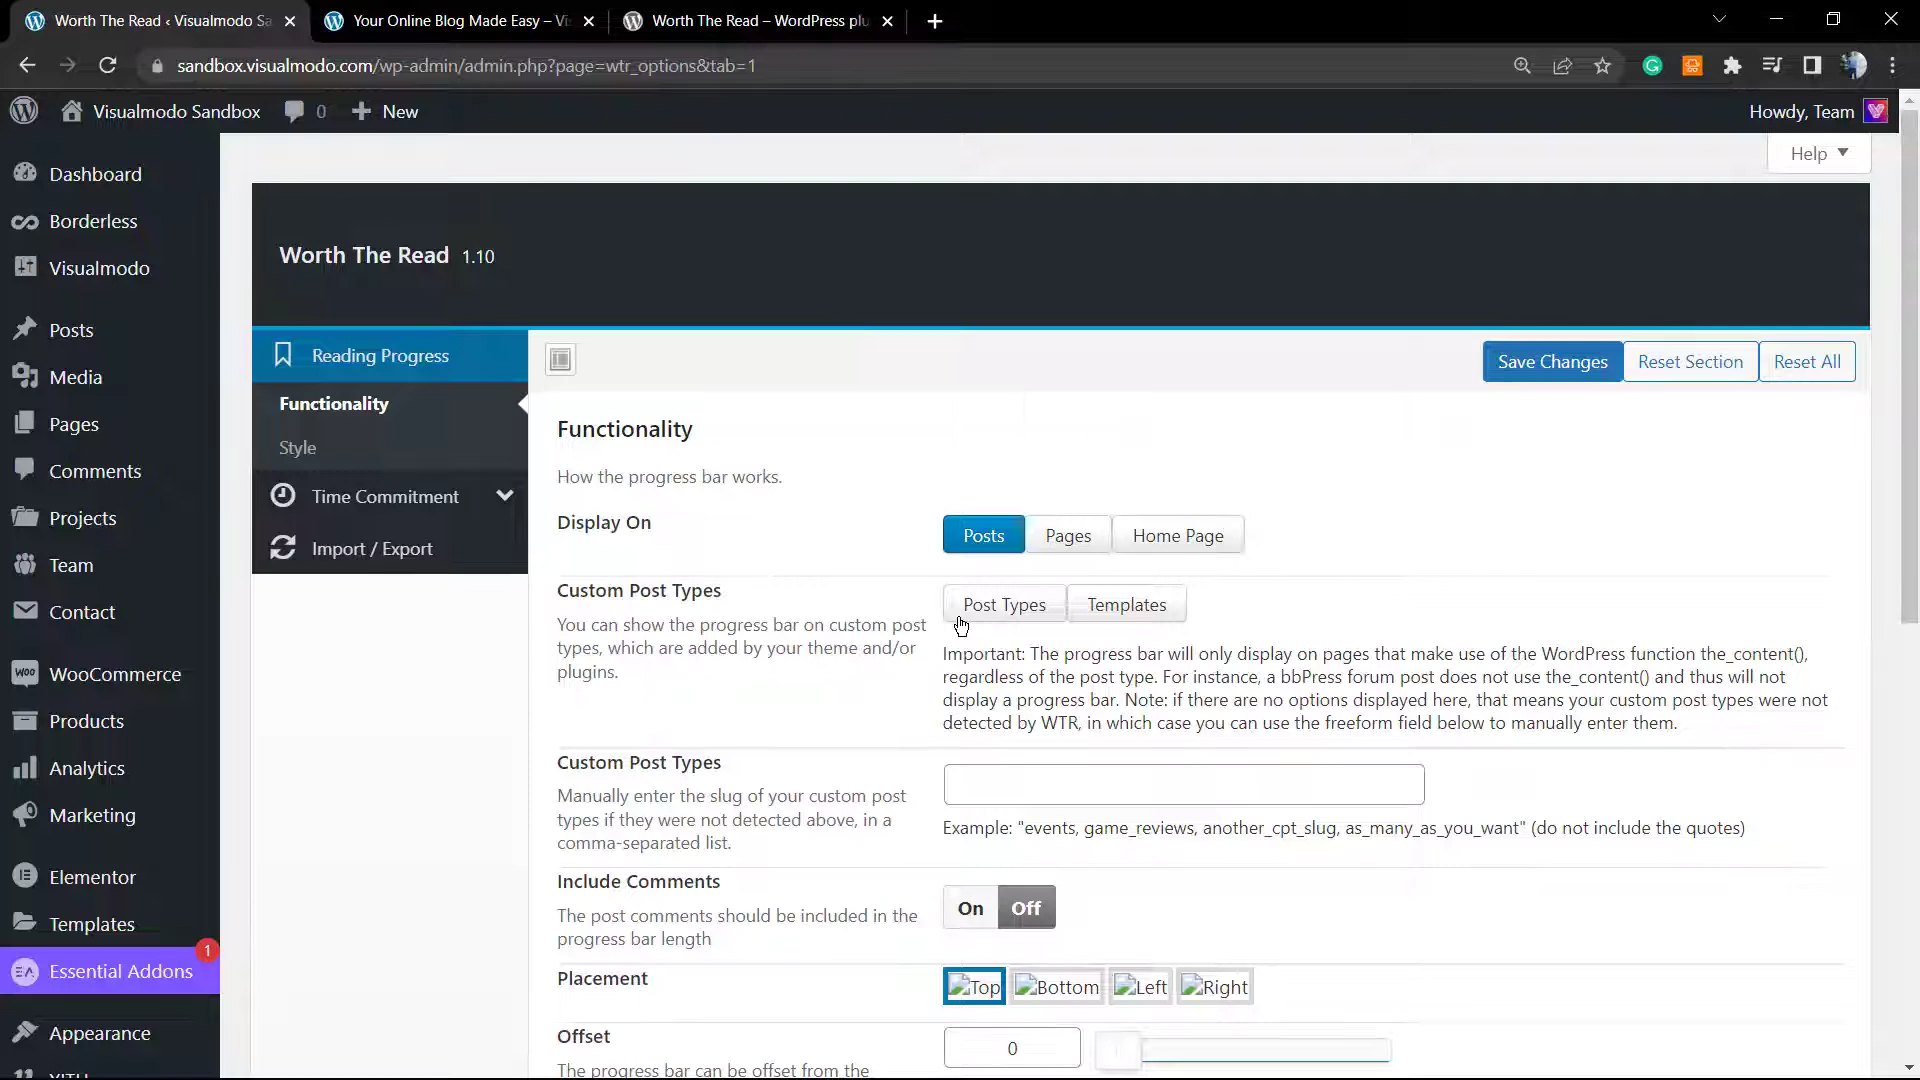 Worth The Read ‹ Visualmodo Sa
Your Online Blog Made Easy – Vi
Worth The Read – WordPress plu
sandbox.visualmodo.com/wp-admin/admin.php?page=wtr_options&tab=1
Visualmodo Sandbox
0
New
Howdy, Team
Help
Dashboard
Borderless
Visualmodo
Posts
Media
Pages
Comments
Projects
Team
Contact
WooCommerce
Products
Analytics
Marketing
Elementor
Templates
Essential Addons
1
Appearance
Worth The Read 1.10
Reading Progress
Functionality
Style
Time Commitment
Import / Export
Save Changes
Reset Section
Reset All
Functionality
How the progress bar works.
Display On
Posts
Pages
Home Page
Custom Post Types
You can show the progress bar on custom post
types, which are added by your theme and/or
plugins.
Post Types
Templates
Important: The progress bar will only display on pages that make use of the WordPress function the_content(),
regardless of the post type. For instance, a bbPress forum post does not use the_content() and thus will not
display a progress bar. Note: if there are no options displayed here, that means your custom post types were not
detected by WTR, in which case you can use the freeform field below to manually enter them.
Custom Post Types
Manually enter the slug of your custom post
types if they were not detected above, in a
comma-separated list.
Example: "events, game_reviews, another_cpt_slug, as_many_as_you_want" (do not include the quotes)
Include Comments
The post comments should be included in the
progress bar length
On
Off
Placement
Top
Bottom
Left
Right
Offset
The progress bar can be offset from the
0